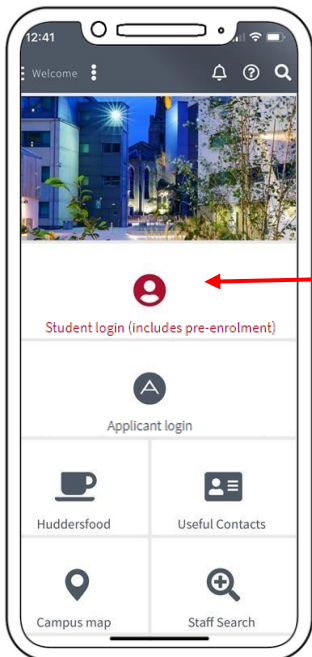 12:41
Welcome
Student login (includes pre-enrolment)
Applicant login
Huddersfood
Useful Contacts
Campus map
Staff Search